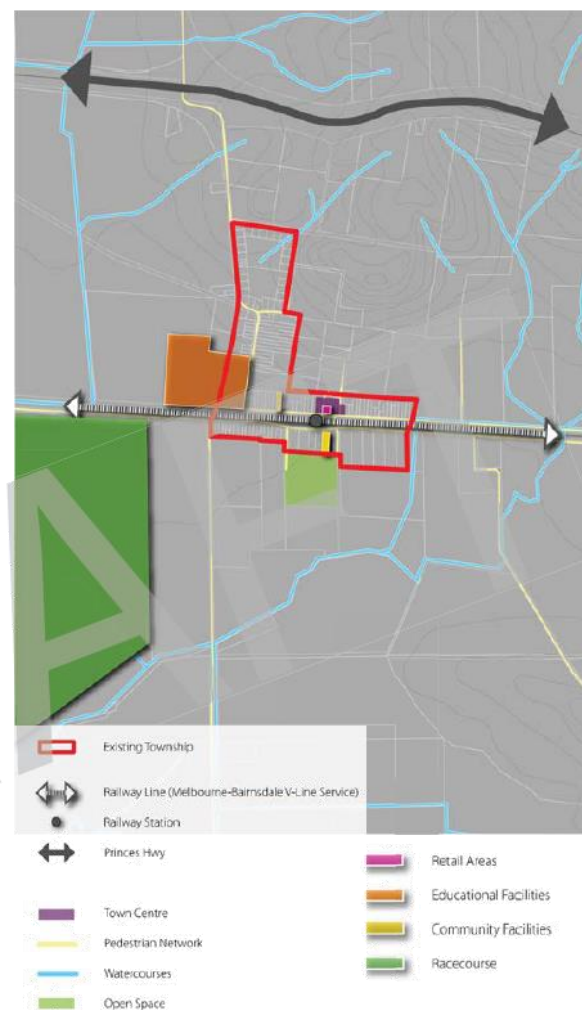 Existing Township
Railway Line (Melbourne-Bairnsdale V-Line Service)
Railway Station
Princes Hwy
Town Centre
Pedestrian Network
Watercourses
Open Space
Retail Areas
Educational Facilities
Community Facilities
Racecourse